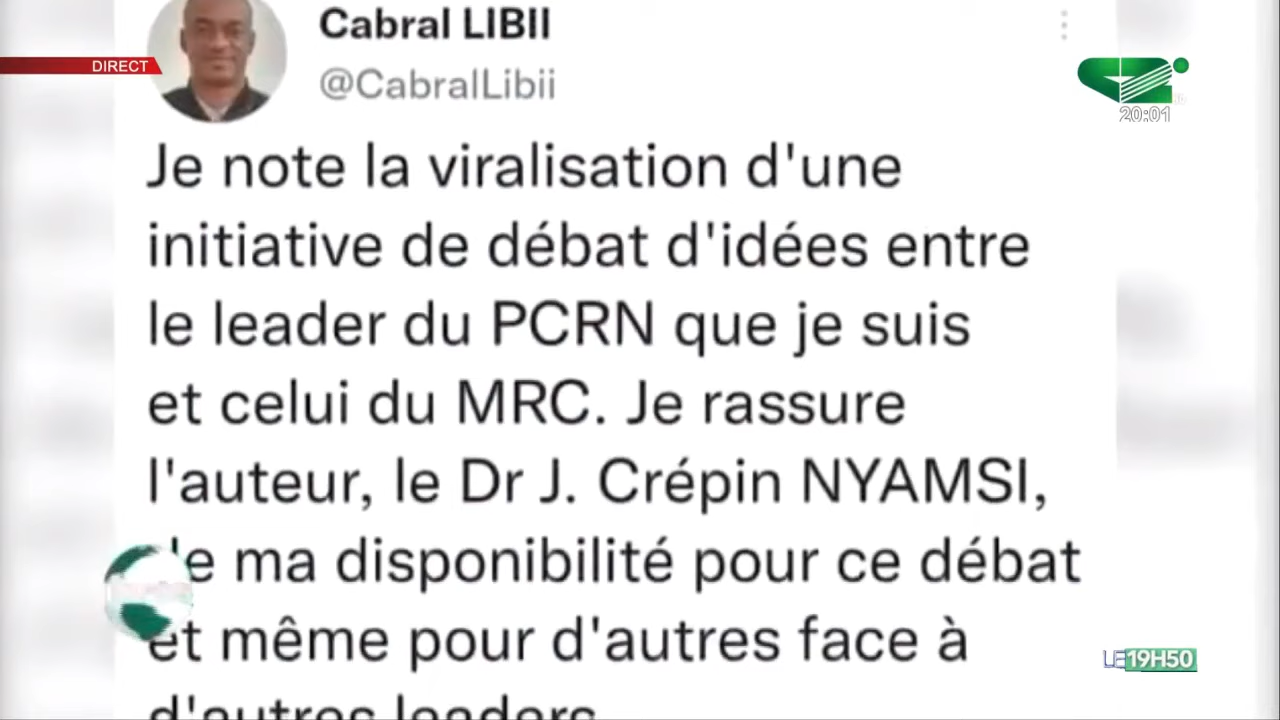 Cabral LIBII
@CabralLibii
DIRECT
20:01
Je note la viralisation d'une
initiative de débat d'idées entre
le leader du PCRN que je suis
et celui du MRC. Je rassure
l'auteur, le Dr J. Crépin NYAMSI,
de ma disponibilité pour ce débat
et même pour d'autres face à
d'autres leaders
LE 19H50